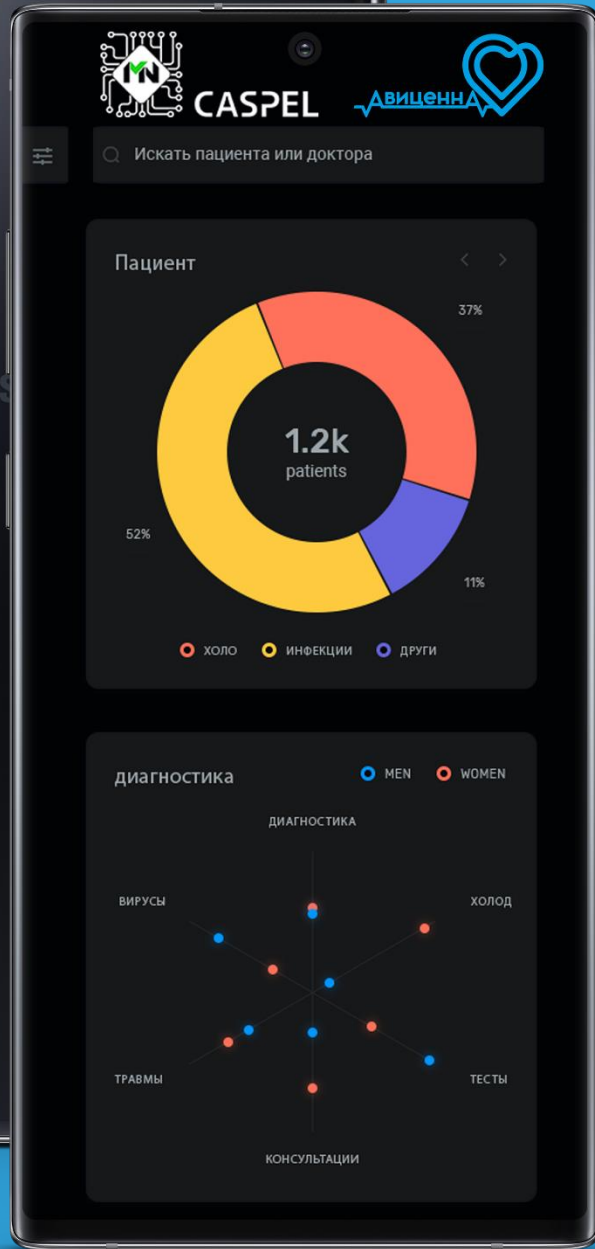 MN
CASPEL
АВИЦЕННА
Искать пациента или доктора
Пациент
37%
1.2k
patients
52%
11%
ХОЛО ИНФЕКЦИИ ДРУГИ
диагностика
MEN WOMEN
ДИАГНОСТИКА
ВИРУСЫ ХОЛОД
ТРАВМЫ ТЕСТЫ
КОНСУЛЬТАЦИИ